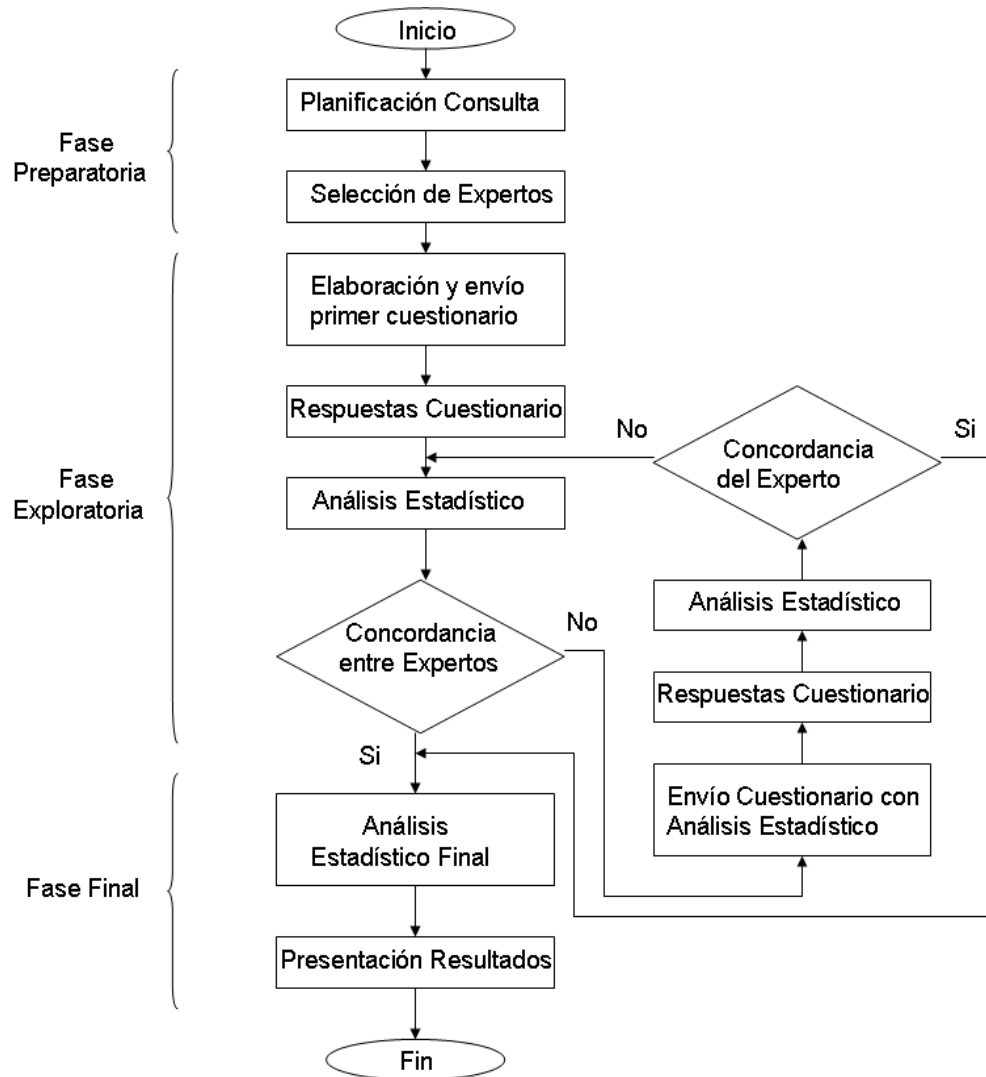 Inicio
Planificación Consulta
Fase
Preparatoria
Selección de Expertos
Elaboración y envío
primer cuestionario
Respuestas Cuestionario
No
Concordancia
del Experto
Si
Fase
Exploratoria
Análisis Estadístico
Análisis Estadístico
Concordancia
entre Expertos
No
Respuestas Cuestionario
Si
Envío Cuestionario con
Análisis Estadístico
Análisis
Estadístico Final
Fase Final
Presentación Resultados
Fin